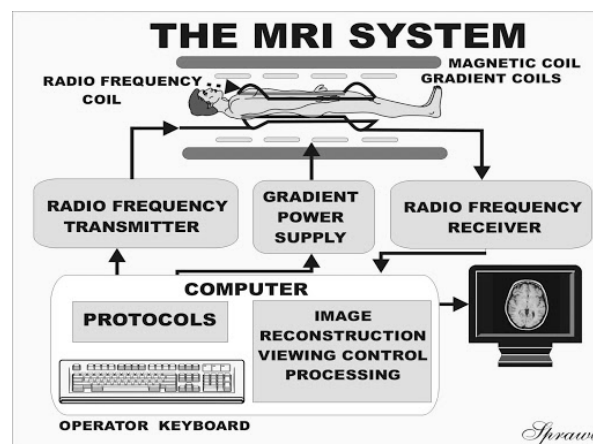 THE MRI SYSTEM
MAGNETIC COIL
RADIO FREQUENCY
COIL
GRADIENT COILS
RADIO FREQUENCY
TRANSMITTER
GRADIENT
POWER
SUPPLY
RADIO FREQUENCY
RECEIVER
COMPUTER
PROTOCOLS
IMAGE
RECONSTRUCTION
VIEWING CONTROL
PROCESSING
OPERATOR KEYBOARD